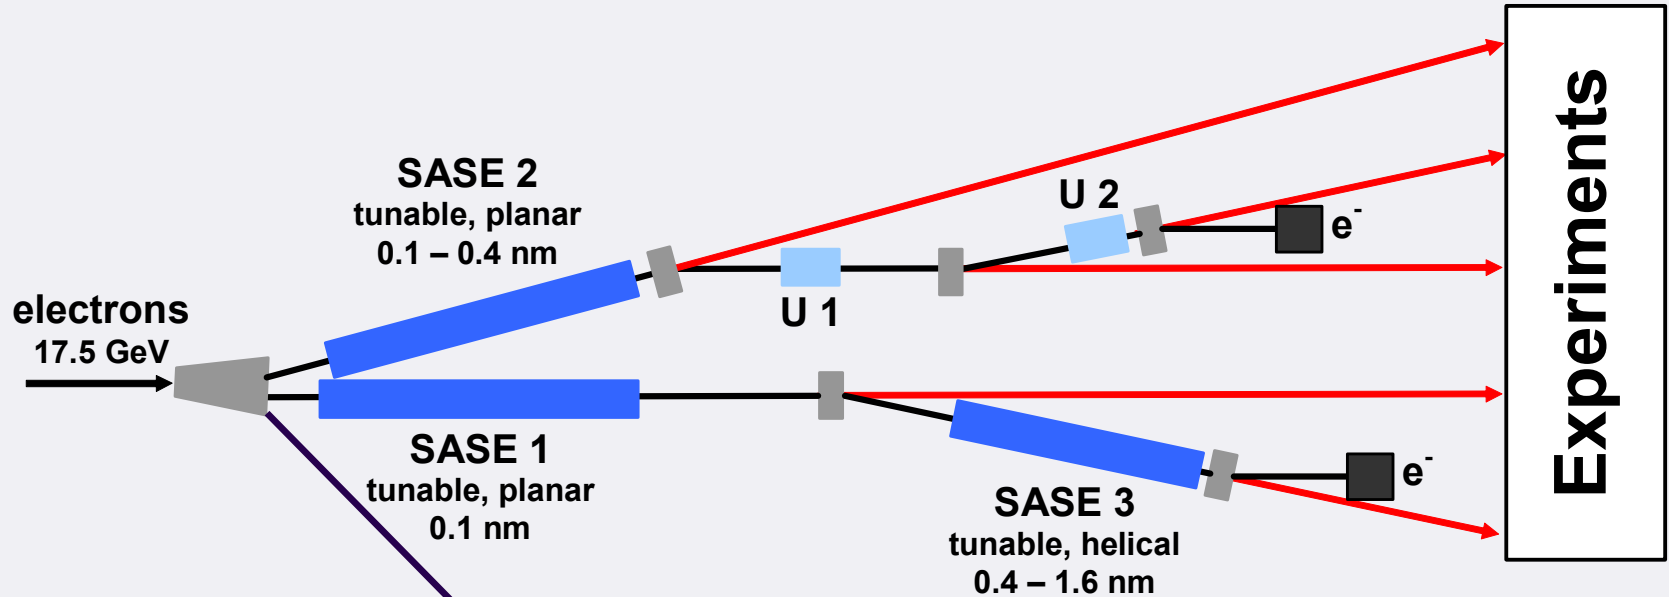 SASE 2
tunable, planar
0.1 – 0.4 nm
electrons
17.5 GeV
U 1
U 2
e-
SASE 1
tunable, planar
0.1 nm
SASE 3
tunable, helical
0.4 – 1.6 nm
e-
Experiments